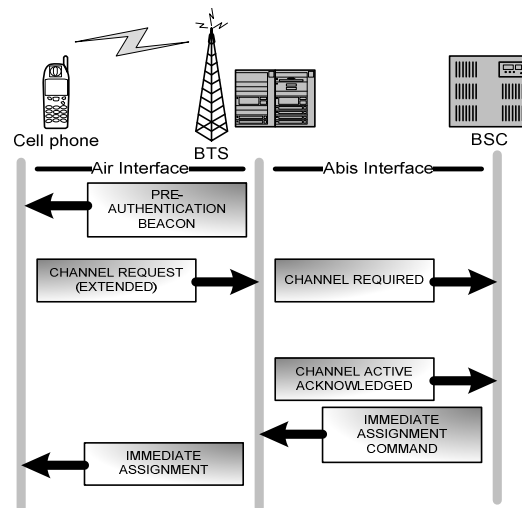 Cell phone
BTS
BSC
Air Interface
Abis Interface
PRE-
AUTHENTICATION
BEACON
CHANNEL REQUEST
(EXTENDED)
CHANNEL REQUIRED
CHANNEL ACTIVE
ACKNOWLEDGED
IMMEDIATE
ASSIGNMENT
COMMAND
IMMEDIATE
ASSIGNMENT